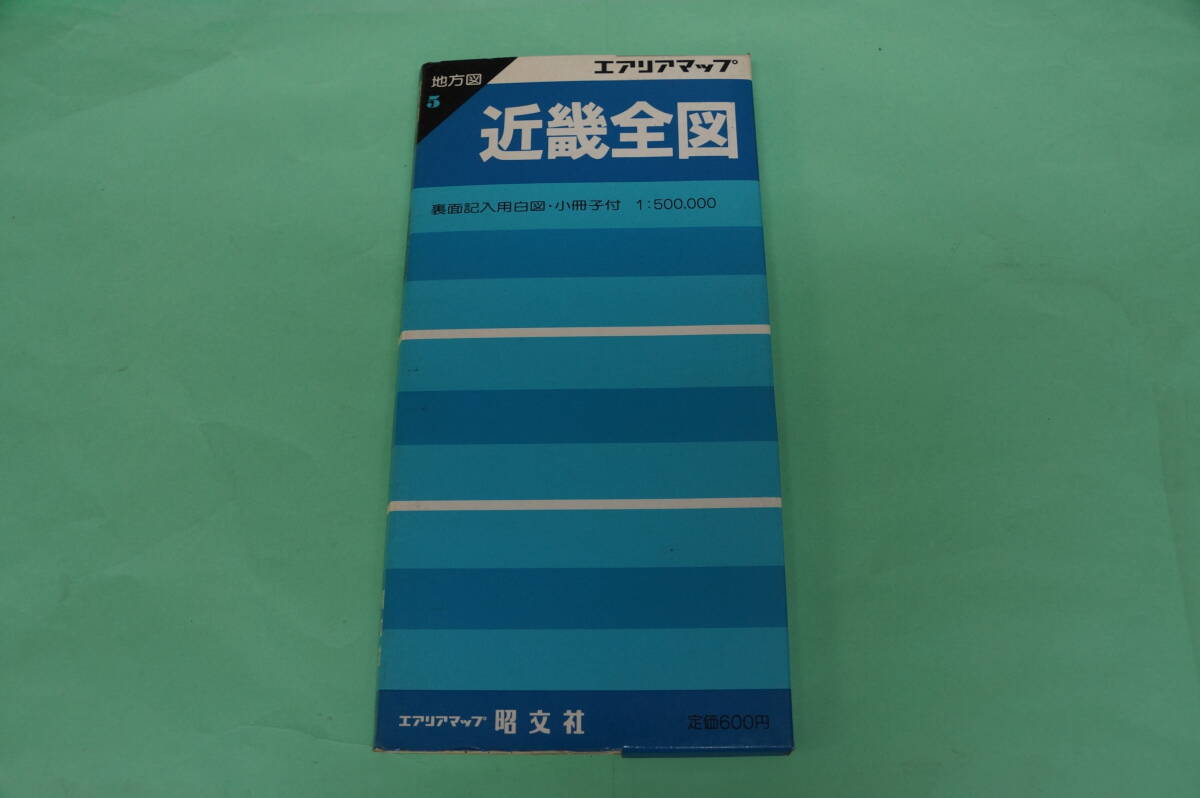 エアリアマップ
地方図
5
近畿全図
裏面記入用白図・小冊子付 1:500,000
エアリアマップ 昭文社 定価600円